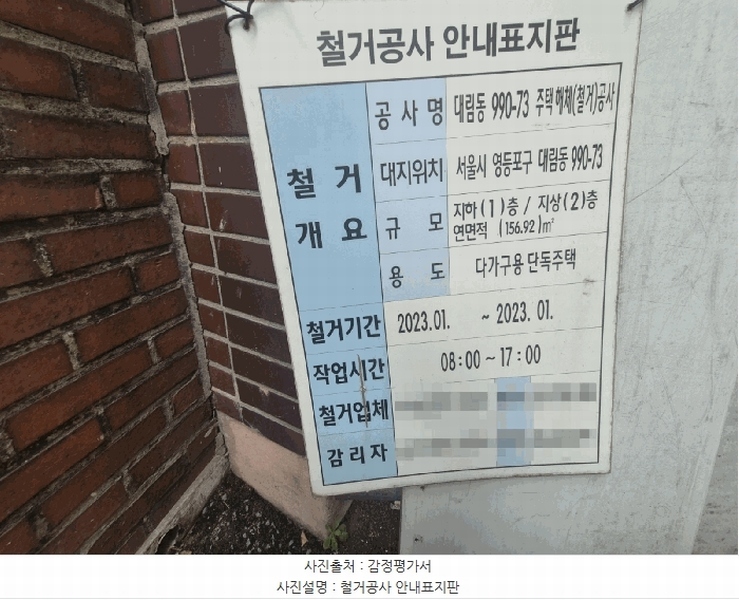 철거공사 안내표지판
철거개요
공사명 대림동 990-73 주택해체(철거)공사
대지위치 서울시 영등포구 대림동 990-73
규모 지하(1)층 / 지상(2)층
연면적 (156.92)㎡
용도 다가구용 단독주택
철거기간 2023.01. ~ 2023.01.
작업시간 08:00 ~ 17:00
철거업체
감리자
사진출처 : 감정평가서
사진설명 : 철거공사 안내표지판